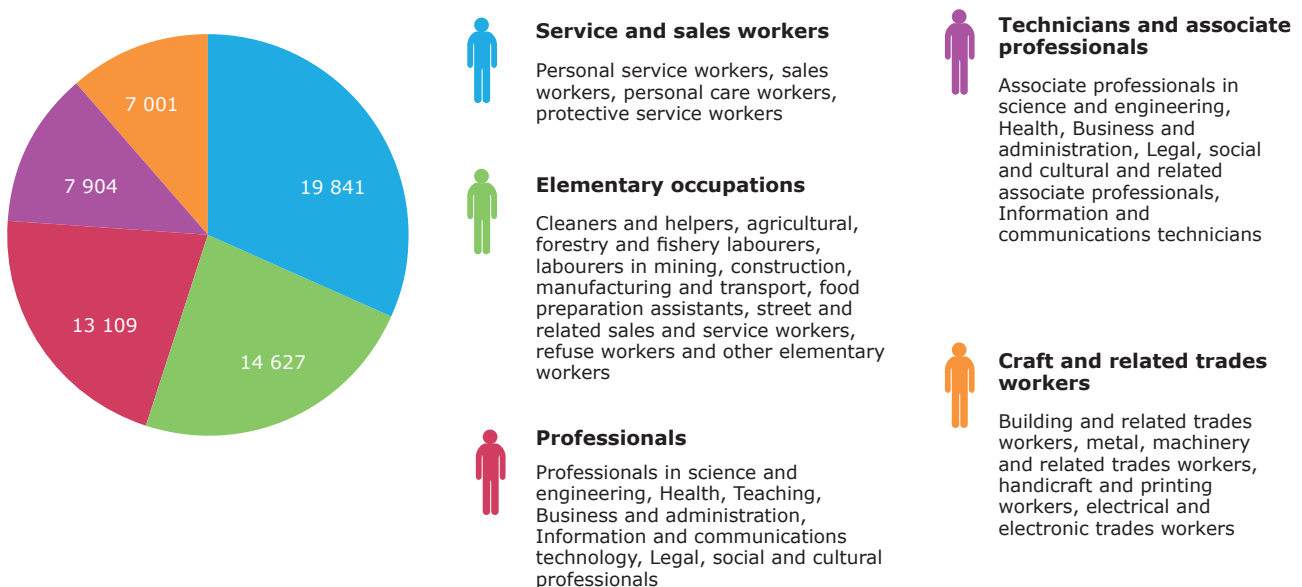 7 001
19 841
7 904
13 109
14 627
Service and sales workers
Personal service workers, sales
workers, personal care workers,
protective service workers
Elementary occupations
Cleaners and helpers, agricultural,
forestry and fishery labourers,
labourers in mining, construction,
manufacturing and transport, food
preparation assistants, street and
related sales and service workers,
refuse workers and other elementary
workers
Professionals
Professionals in science and
engineering, Health, Teaching,
Business and administration,
Information and communications
technology, Legal, social and cultural
professionals
Technicians and associate
professionals
Associate professionals in
science and engineering,
Health, Business and
administration, Legal, social
and cultural and related
associate professionals,
Information and
communications technicians
Craft and related trades
workers
Building and related trades
workers, metal, machinery
and related trades workers,
handicraft and printing
workers, electrical and
electronic trades workers